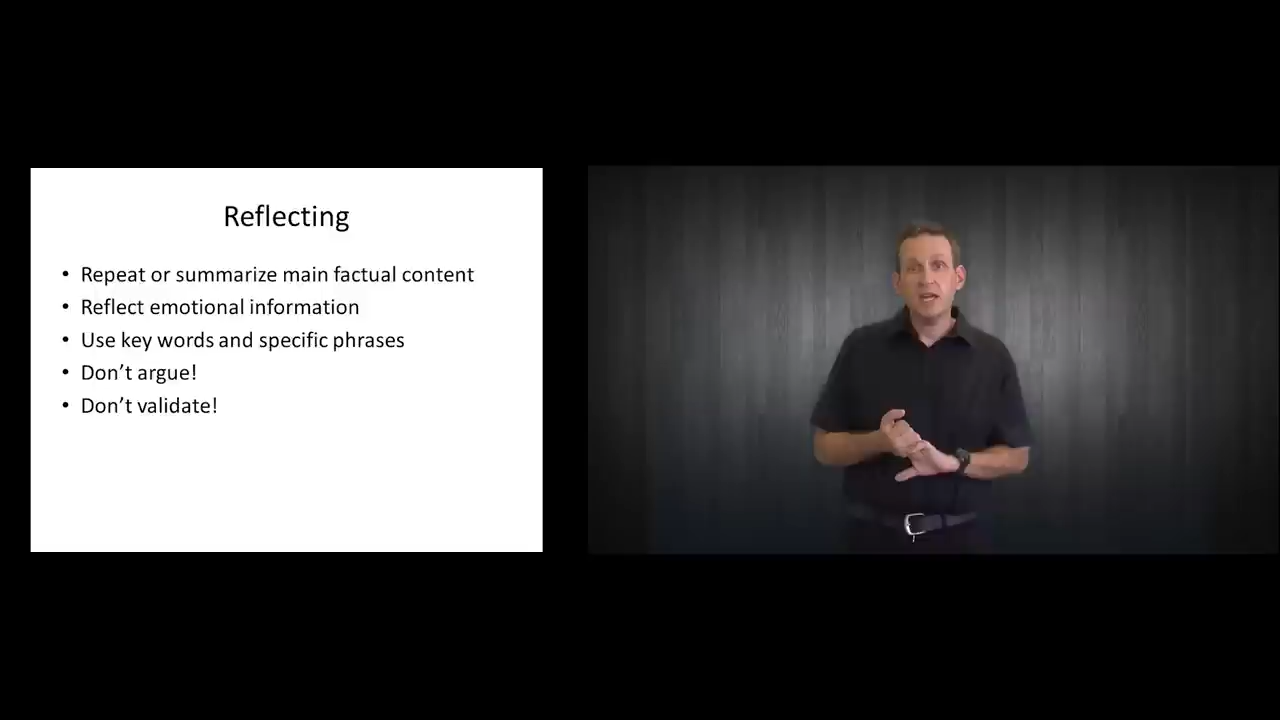 Reflecting
• Repeat or summarize main factual content
• Reflect emotional information
• Use key words and specific phrases
• Don’t argue!
• Don’t validate!